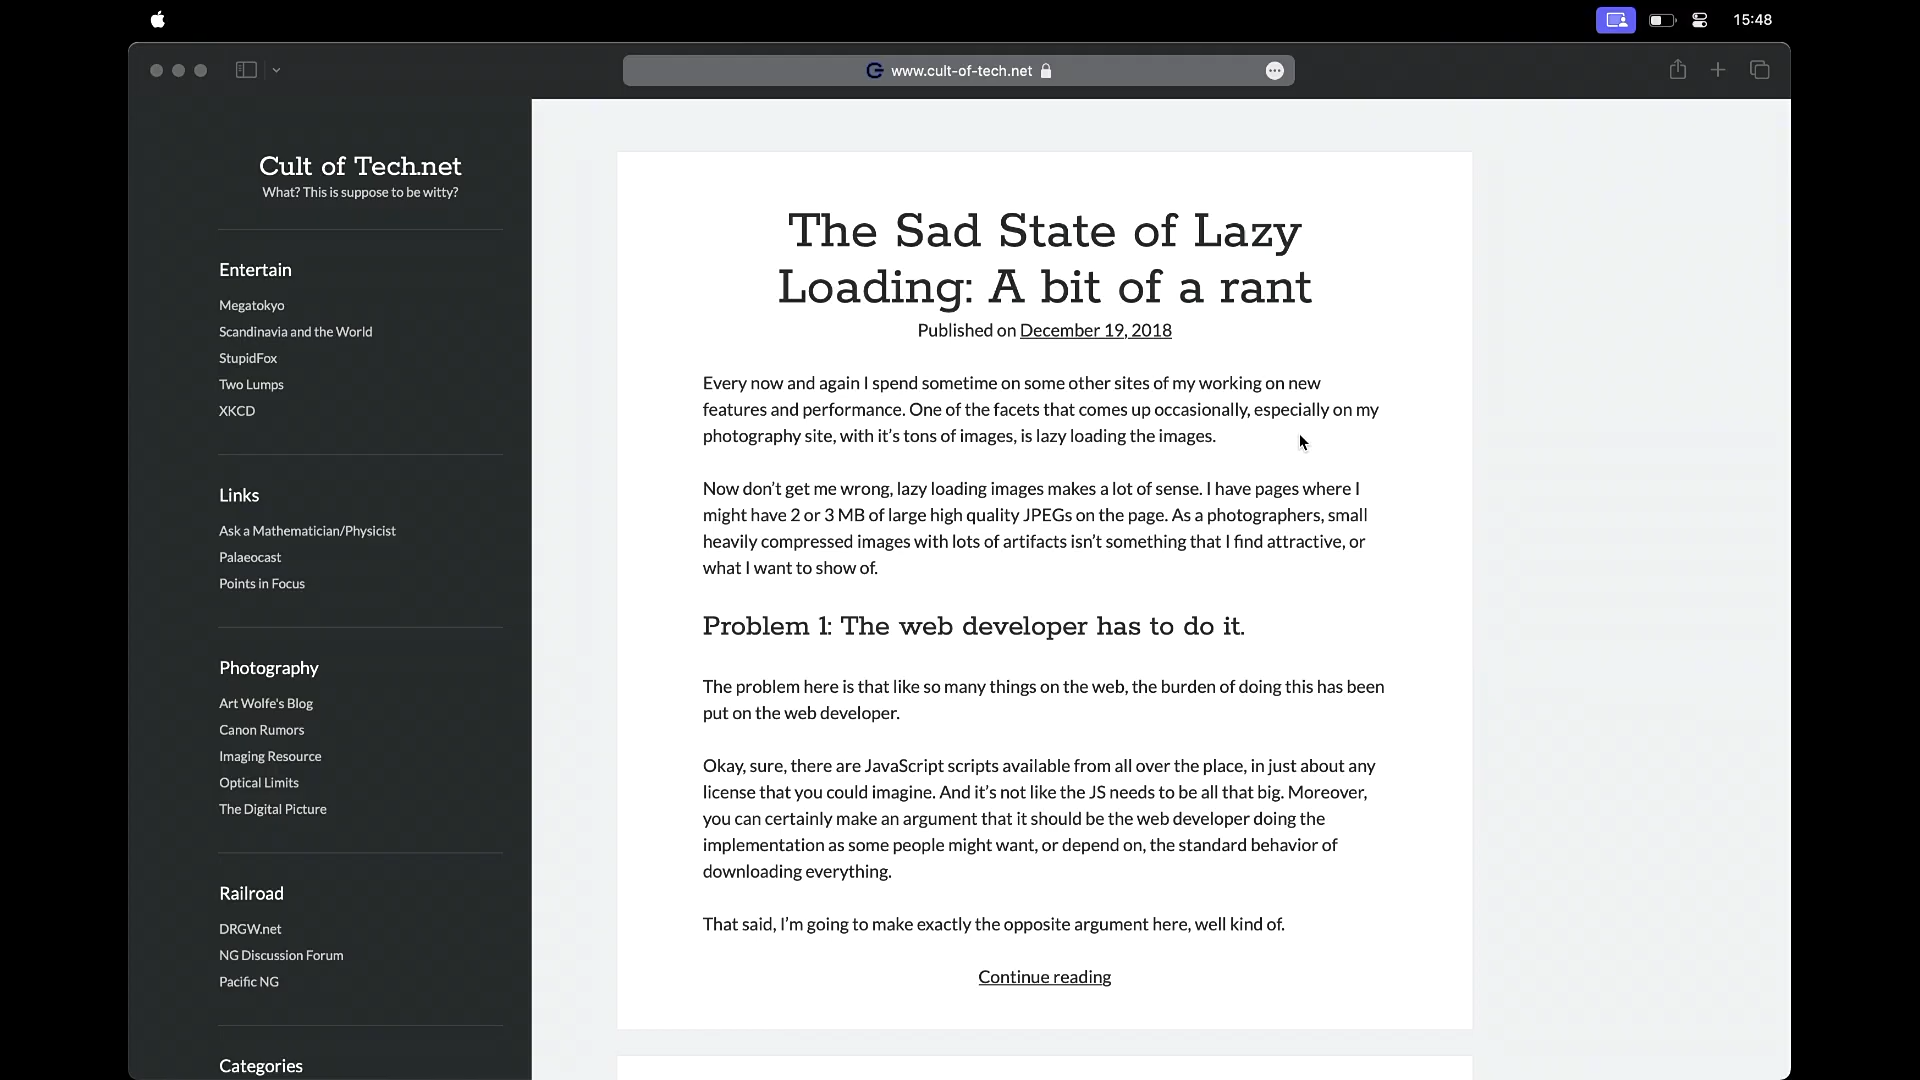 15:48
www.cult-of-tech.net
Cult of Tech.net
What? This is suppose to be witty?
Entertain
Megatokyo
Scandinavia and the World
StupidFox
Two Lumps
XKCD
Links
Ask a Mathematician/Physicist
Palaeocast
Points in Focus
Photography
Art Wolfe's Blog
Canon Rumors
Imaging Resource
Optical Limits
The Digital Picture
Railroad
DRGW.net
NG Discussion Forum
Pacific NG
Categories
The Sad State of Lazy
Loading: A bit of a rant
Published on December 19, 2018
Every now and again I spend sometime on some other sites of my working on new
features and performance. One of the facets that comes up occasionally, especially on my
photography site, with it’s tons of images, is lazy loading the images.
Now don’t get me wrong, lazy loading images makes a lot of sense. I have pages where I
might have 2 or 3 MB of large high quality JPEGs on the page. As a photographers, small
heavily compressed images with lots of artifacts isn’t something that I find attractive, or
what I want to show of.
Problem 1: The web developer has to do it.
The problem here is that like so many things on the web, the burden of doing this has been
put on the web developer.
Okay, sure, there are JavaScript scripts available from all over the place, in just about any
license that you could imagine. And it’s not like the JS needs to be all that big. Moreover,
you can certainly make an argument that it should be the web developer doing the
implementation as some people might want, or depend on, the standard behavior of
downloading everything.
That said, I’m going to make exactly the opposite argument here, well kind of.
Continue reading